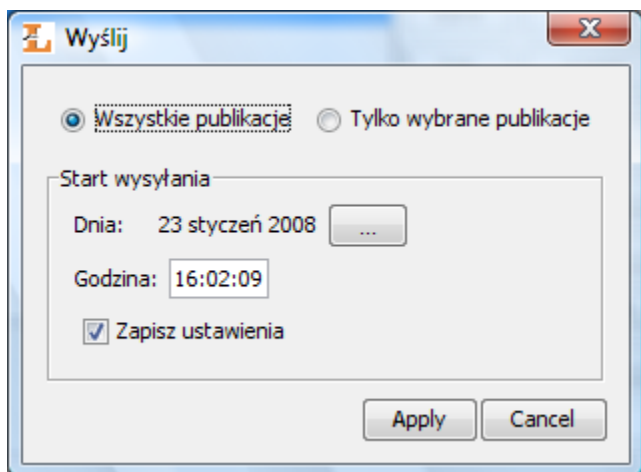 Wyślij
Wszystkie publikacje Tylko wybrane publikacje
Start wysyłania
Dnia: 23 styczeń 2008 ...
Godzina: 16:02:09
Zapisz ustawienia
Apply Cancel